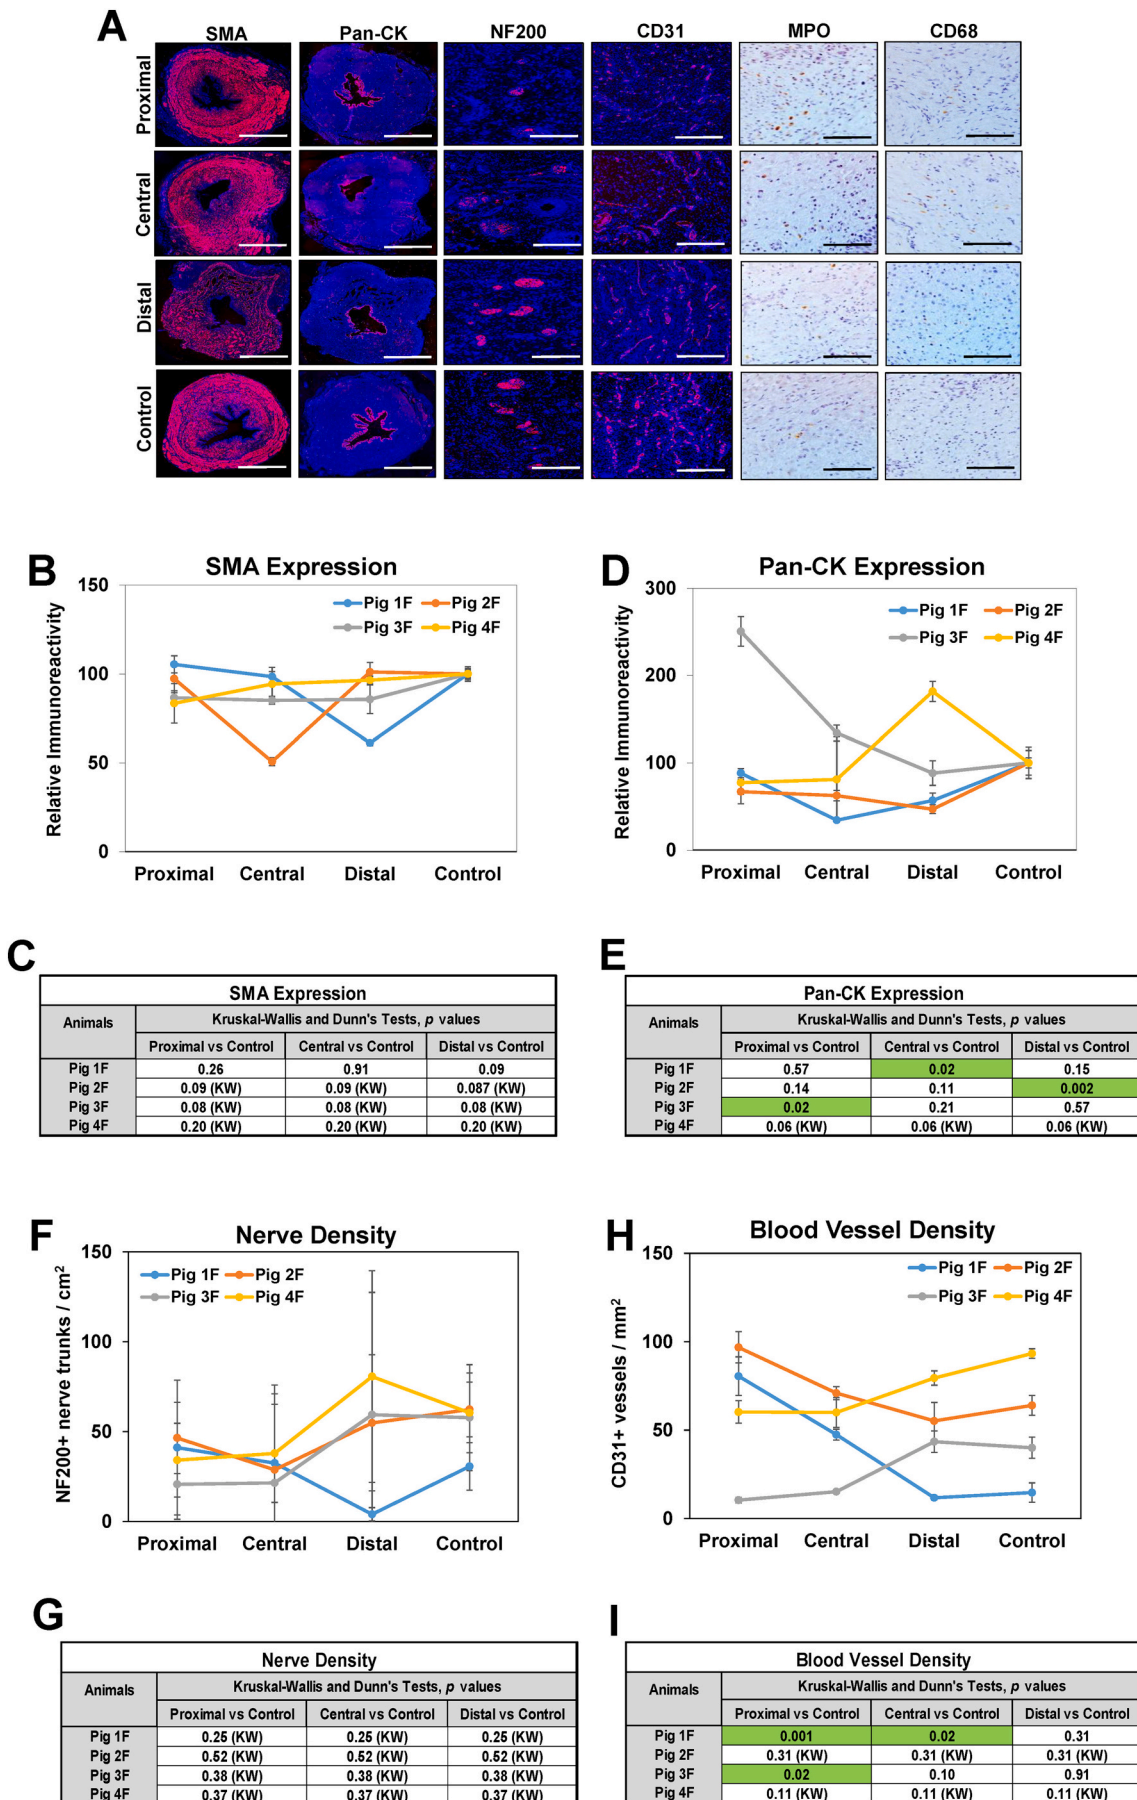 A
SMA Pan-CK NF200 CD31 MPO CD68
Proximal
Central
Distal
Control
B
SMA Expression
Relative Immunoreactivity
150
100
50
0
Pig 1F Pig 2F
Pig 3F Pig 4F
Proximal Central Distal Control
D
Pan-CK Expression
Relative Immunoreactivity
300
200
100
0
Pig 1F Pig 2F
Pig 3F Pig 4F
Proximal Central Distal Control
C
SMA Expression
Animals Kruskal-Wallis and Dunn's Tests, p values
Proximal vs Control Central vs Control Distal vs Control
Pig 1F 0.26 0.91 0.09
Pig 2F 0.09 (KW) 0.09 (KW) 0.087 (KW)
Pig 3F 0.08 (KW) 0.08 (KW) 0.08 (KW)
Pig 4F 0.20 (KW) 0.20 (KW) 0.20 (KW)
E
Pan-CK Expression
Animals Kruskal-Wallis and Dunn's Tests, p values
Proximal vs Control Central vs Control Distal vs Control
Pig 1F 0.57 0.02 0.15
Pig 2F 0.14 0.11 0.002
Pig 3F 0.02 0.21 0.57
Pig 4F 0.06 (KW) 0.06 (KW) 0.06 (KW)
F
Nerve Density
NF200+ nerve trunks / cm²
150
100
50
0
Pig 1F Pig 2F
Pig 3F Pig 4F
Proximal Central Distal Control
H
Blood Vessel Density
CD31+ vessels / mm²
150
100
50
0
Pig 1F Pig 2F
Pig 3F Pig 4F
Proximal Central Distal Control
G
Nerve Density
Animals Kruskal-Wallis and Dunn's Tests, p values
Proximal vs Control Central vs Control Distal vs Control
Pig 1F 0.25 (KW) 0.25 (KW) 0.25 (KW)
Pig 2F 0.52 (KW) 0.52 (KW) 0.52 (KW)
Pig 3F 0.38 (KW) 0.38 (KW) 0.38 (KW)
Pig 4F 0.37 (KW) 0.37 (KW) 0.37 (KW)
I
Blood Vessel Density
Animals Kruskal-Wallis and Dunn's Tests, p values
Proximal vs Control Central vs Control Distal vs Control
Pig 1F 0.001 0.02 0.31
Pig 2F 0.31 (KW) 0.31 (KW) 0.31 (KW)
Pig 3F 0.02 0.10 0.91
Pig 4F 0.11 (KW) 0.11 (KW) 0.11 (KW)